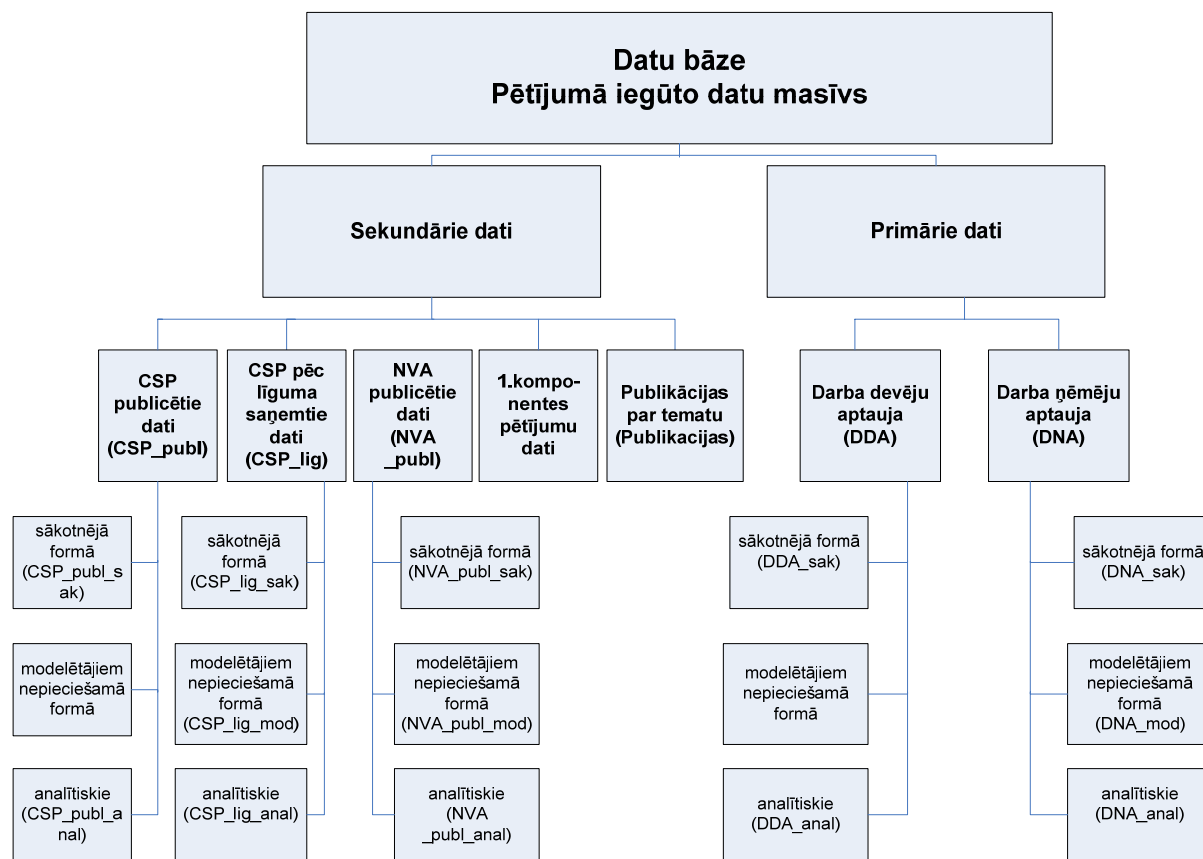 Datu bāze
Pētījumā iegūto datu masīvs
Sekundārie dati
Primārie dati
CSP
publicētie
dati
(CSP_publ)
CSP pēc
līguma
saņemtie
dati
(CSP_lig)
NVA
publicētie
dati
(NVA
_publ)
1.kompo-
nentes
pētījumu
dati
Publikācijas
par tematu
(Publikacijas)
Darba devēju
aptauja
(DDA)
Darba ņēmēju
aptauja
(DNA)
sākotnējā
formā
(CSP_publ_s
ak)
sākotnējā
formā
(CSP_lig_sak)
sākotnējā formā
(NVA_publ_sak)
sākotnējā formā
(DDA_sak)
sākotnējā formā
(DNA_sak)
modelētājiem
nepieciešamā
formā
modelētājiem
nepieciešamā
formā
(CSP_lig_mod)
modelētājiem
nepieciešamā
formā
(NVA_publ_mod)
modelētājiem
nepieciešamā
formā
modelētājiem
nepieciešamā
formā
(DNA_mod)
analītiskie
(CSP_publ_a
nal)
analītiskie
(CSP_lig_anal)
analītiskie
(NVA
_publ_anal)
analītiskie
(DDA_anal)
analītiskie
(DNA_anal)